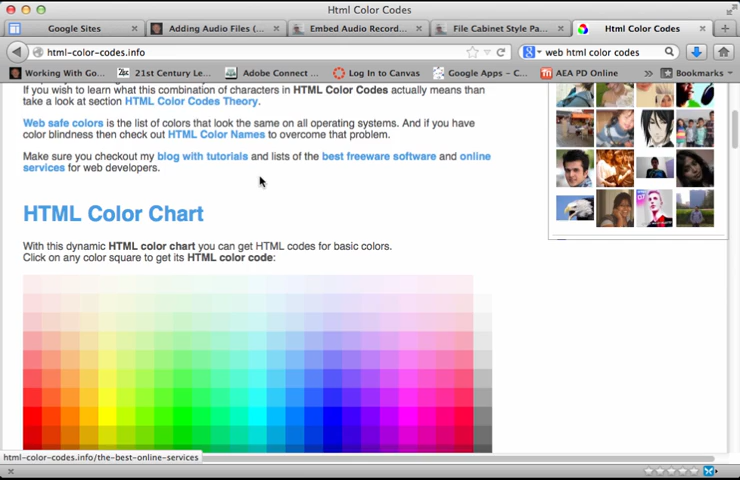 Html Color Codes
Google Sites
Adding Audio Files (...
Embed Audio Record...
File Cabinet Style Pa...
Html Color Codes
html-color-codes.info
web html color codes
Working With Go...
21st Century Le...
Adobe Connect ...
Log In to Canvas
Google Apps - C...
AEA PD Online
Bookmarks
If you wish to learn what this combination of characters in HTML Color Codes actually means than
take a look at section HTML Color Codes Theory.
Web safe colors is the list of colors that look the same on all operating systems. And if you have
color blindness then check out HTML Color Names to overcome that problem.
Make sure you checkout my blog with tutorials and lists of the best freeware software and online
services for web developers.
HTML Color Chart
With this dynamic HTML color chart you can get HTML codes for basic colors.
Click on any color square to get its HTML color code:
html-color-codes.info/the-best-online-services